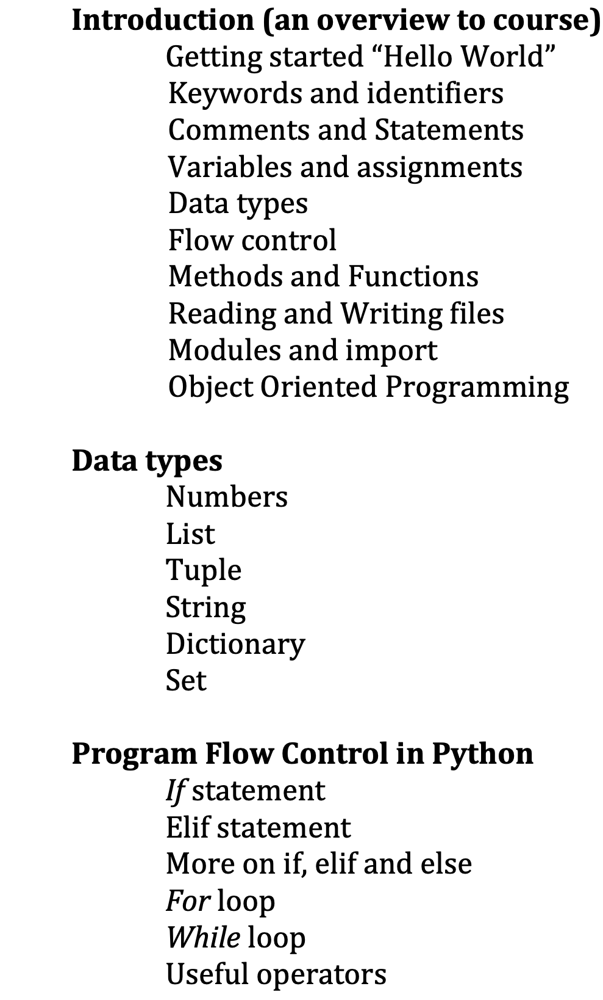 Introduction (an overview to course)
Getting started “Hello World”
Keywords and identifiers
Comments and Statements
Variables and assignments
Data types
Flow control
Methods and Functions
Reading and Writing files
Modules and import
Object Oriented Programming
Data types
Numbers
List
Tuple
String
Dictionary
Set
Program Flow Control in Python
If statement
Elif statement
More on if, elif and else
For loop
While loop
Useful operators